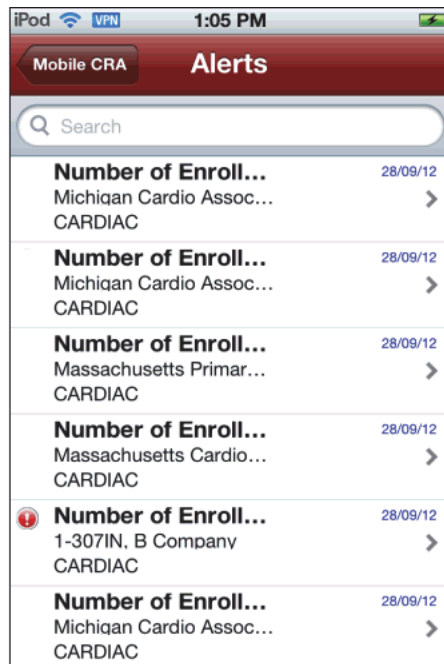 iPod VPN 1:05 PM
Mobile CRA Alerts
Search
Number of Enroll... 28/09/12
Michigan Cardio Assoc...
CARDIAC
Number of Enroll... 28/09/12
Michigan Cardio Assoc...
CARDIAC
Number of Enroll... 28/09/12
Massachusetts Primar...
CARDIAC
Number of Enroll... 28/09/12
Massachusetts Cardio...
CARDIAC
Number of Enroll... 28/09/12
1-307IN, B Company
CARDIAC
Number of Enroll... 28/09/12
Michigan Cardio Assoc...
CARDIAC